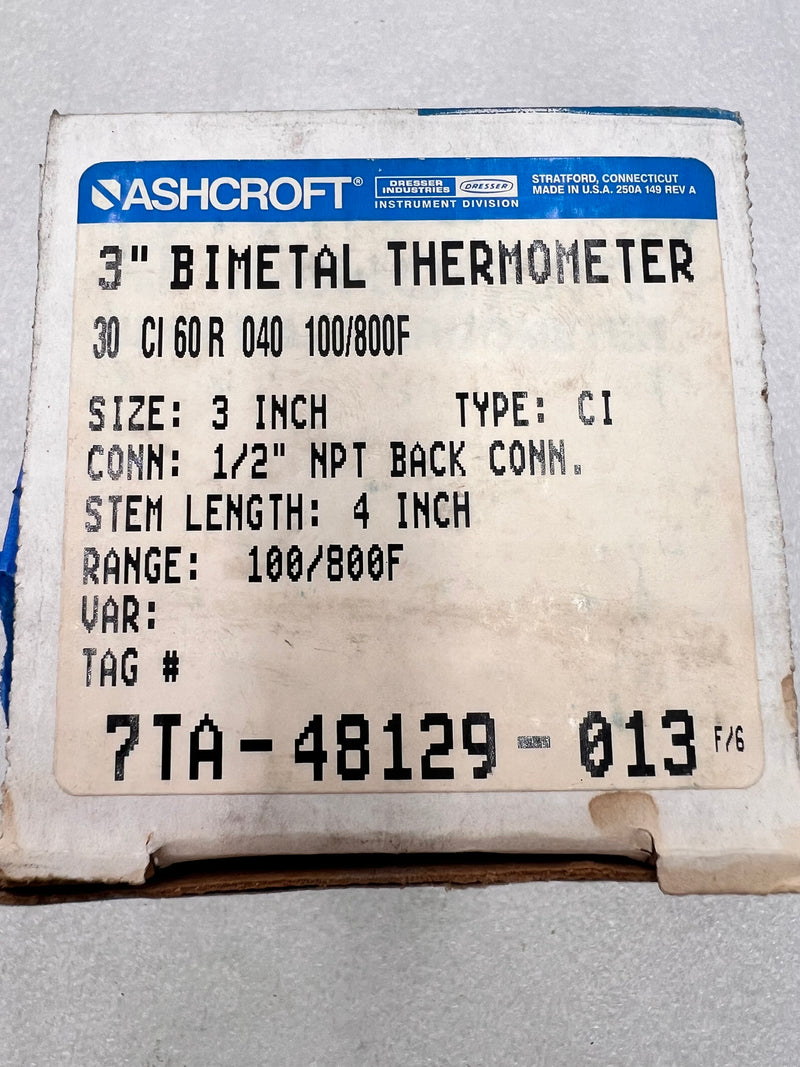 ASHCROFT®
DRESSER INDUSTRIES DRESSER
INSTRUMENT DIVISION
STRATFORD, CONNECTICUT
MADE IN U.S.A. 250A 149 REV A
3" BIMETAL THERMOMETER
30 CI 60 R 040 100/800F
SIZE: 3 INCH TYPE: CI
CONN: 1/2" NPT BACK CONN.
STEM LENGTH: 4 INCH
RANGE: 100/800F
VAR:
TAG #
7TA-48129-013 F/6